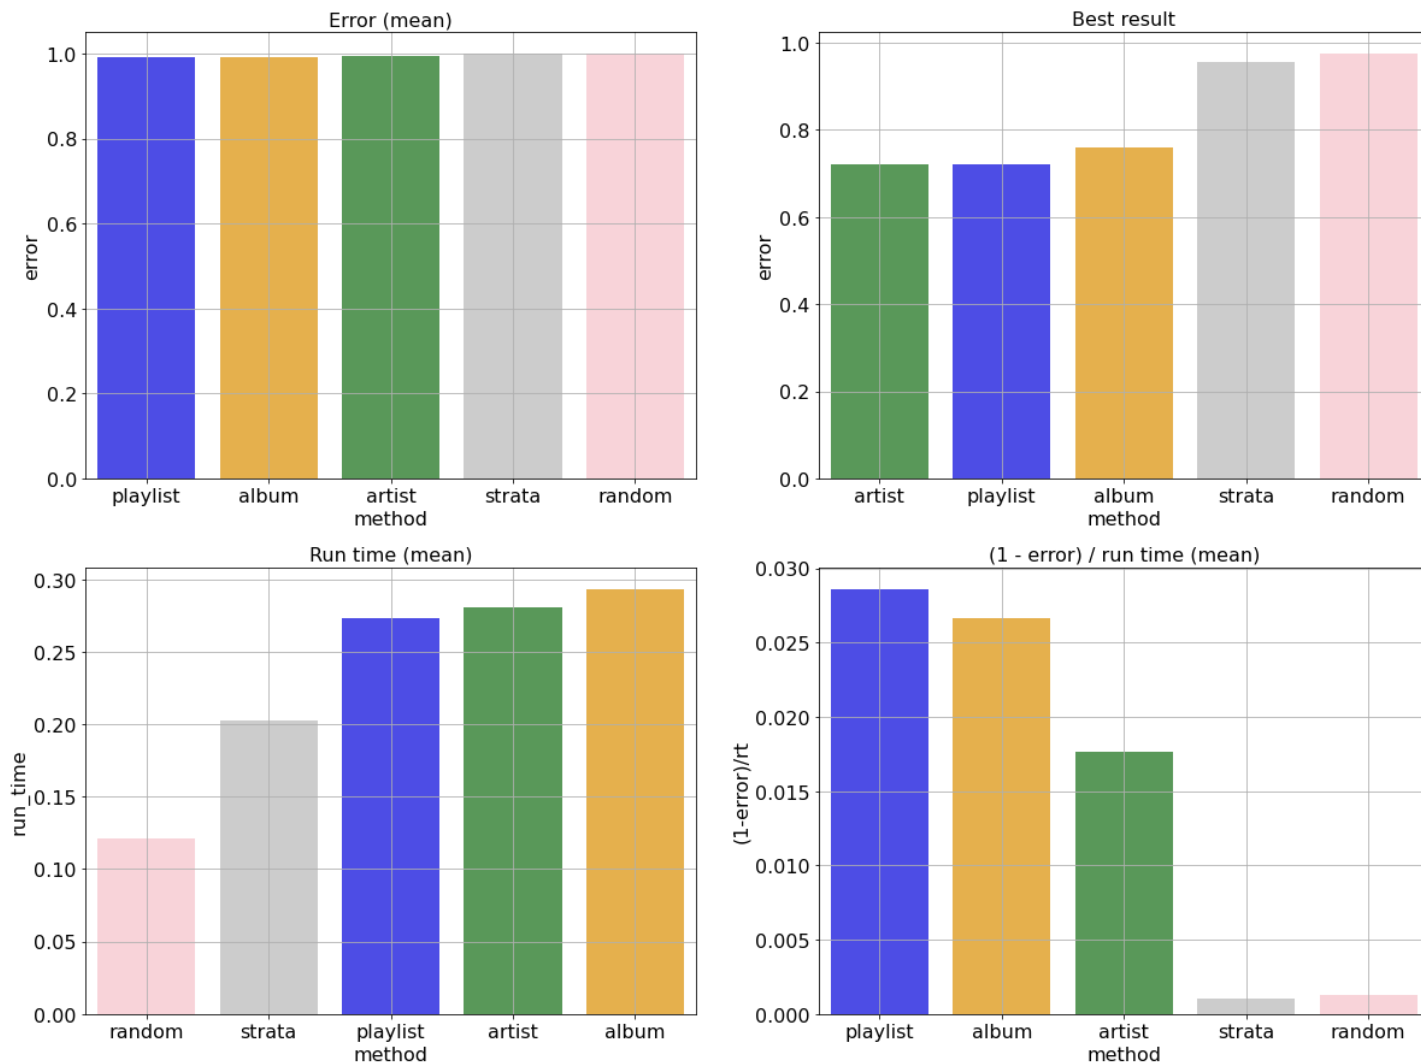 Error (mean)
1.0
0.8
0.6
0.4
0.2
0.0
error
playlist album artist strata random
method
Best result
1.0
0.8
0.6
0.4
0.2
0.0
error
artist playlist album strata random
method
Run time (mean)
0.30
0.25
0.20
0.15
0.10
0.05
0.00
run_time
random strata playlist artist album
method
(1 - error) / run time (mean)
0.030
0.025
0.020
0.015
0.010
0.005
0.000
(1-error)/rt
playlist album artist strata random
method